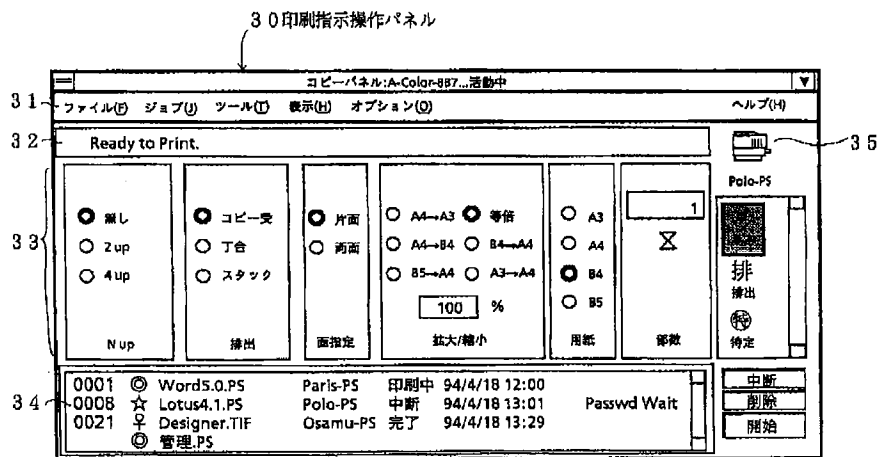 30印刷指示操作パネル
コピーパネル:A-Color-887...活動中
31
ファイル(F) ジョブ(J) ツール(T) 表示(H) オプション(O) ヘルプ(H)
32
Ready to Print.
35
Polo-PS
33
無し
2up
4up
Nup
コピー受
丁合
スタック
排出
片面
両面
面指定
A4→A3 等倍
A4→B4 B4→A4
B5→A4 A3→A4
100 %
拡大/縮小
A3
A4
B4
B5
用紙
1
部数
排
排出
特
特定
34
0001 ◎ Word5.0.PS Paris-PS 印刷中 94/4/18 12:00
0008 ☆ Lotus4.1.PS Polo-PS 中断 94/4/18 13:01 Passwd Wait
0021 ♀ Designer.TIF Osamu-PS 完了 94/4/18 13:29
◎ 管理.PS
中断
削除
開始